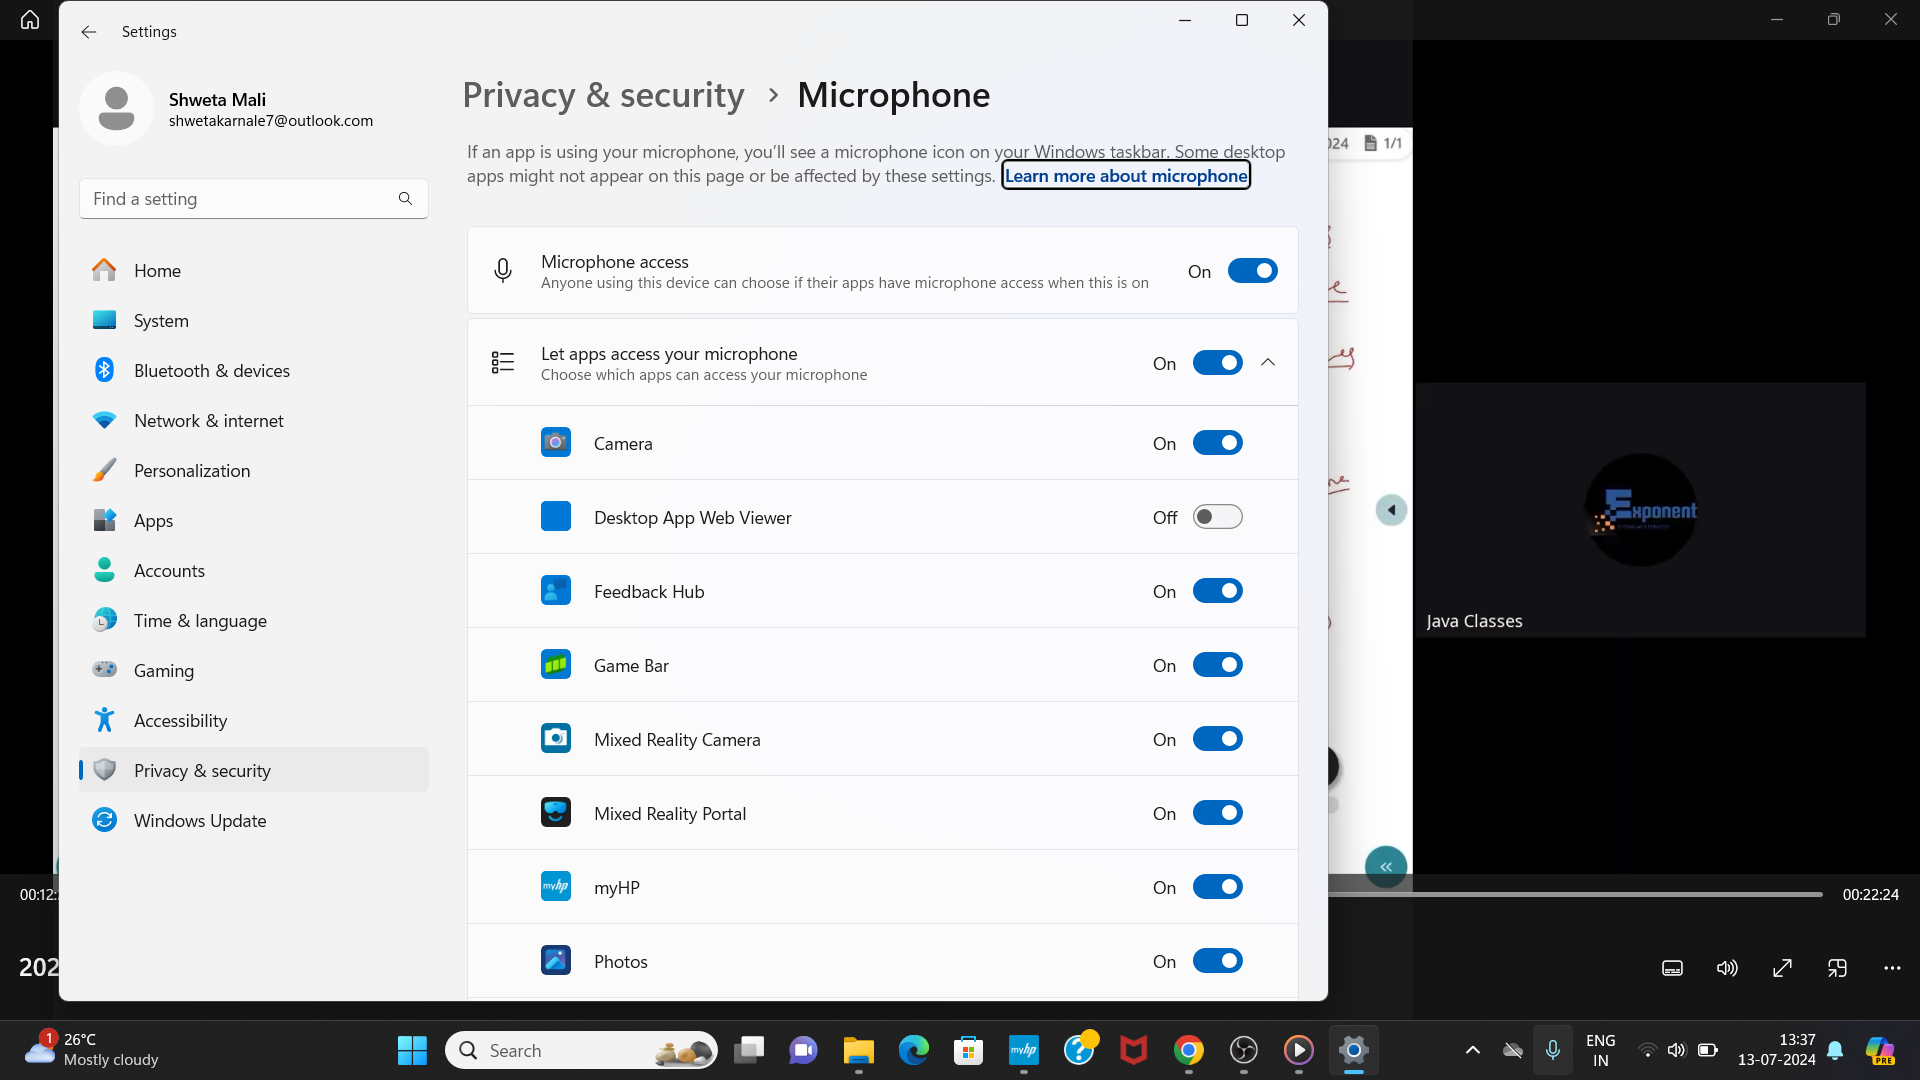 Settings
Shweta Mali
shwetakarnale7@outlook.com
Find a setting
Home
System
Bluetooth & devices
Network & internet
Personalization
Apps
Accounts
Time & language
Gaming
Accessibility
Privacy & security
Windows Update
Privacy & security > Microphone
If an app is using your microphone, you'll see a microphone icon on your Windows taskbar. Some desktop
apps might not appear on this page or be affected by these settings. Learn more about microphone
Microphone access
Anyone using this device can choose if their apps have microphone access when this is on
On
Let apps access your microphone
Choose which apps can access your microphone
On
Camera On
Desktop App Web Viewer Off
Feedback Hub On
Game Bar On
Mixed Reality Camera On
Mixed Reality Portal On
myhp
myHP On
Photos On
024 1/1
Exponent
Java Classes
00:12:
00:22:24
202
1
26°C
Mostly cloudy
Search
myhp
ENG
IN
13:37
13-07-2024
PRE